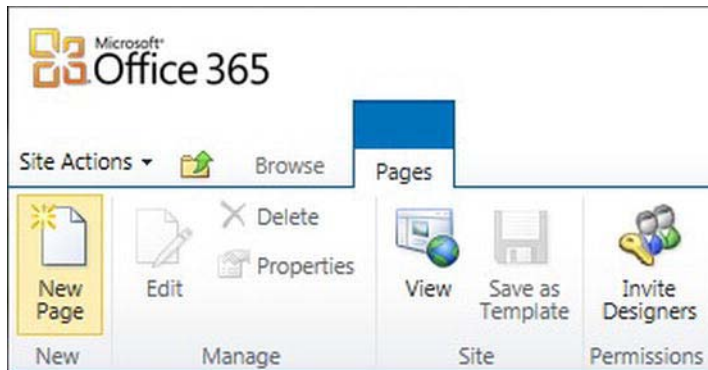 Microsoft®
Office 365
Site Actions Browse Pages
Delete
Properties
New Page
Edit
View
Save as Template
Invite Designers
New Manage Site Permissions